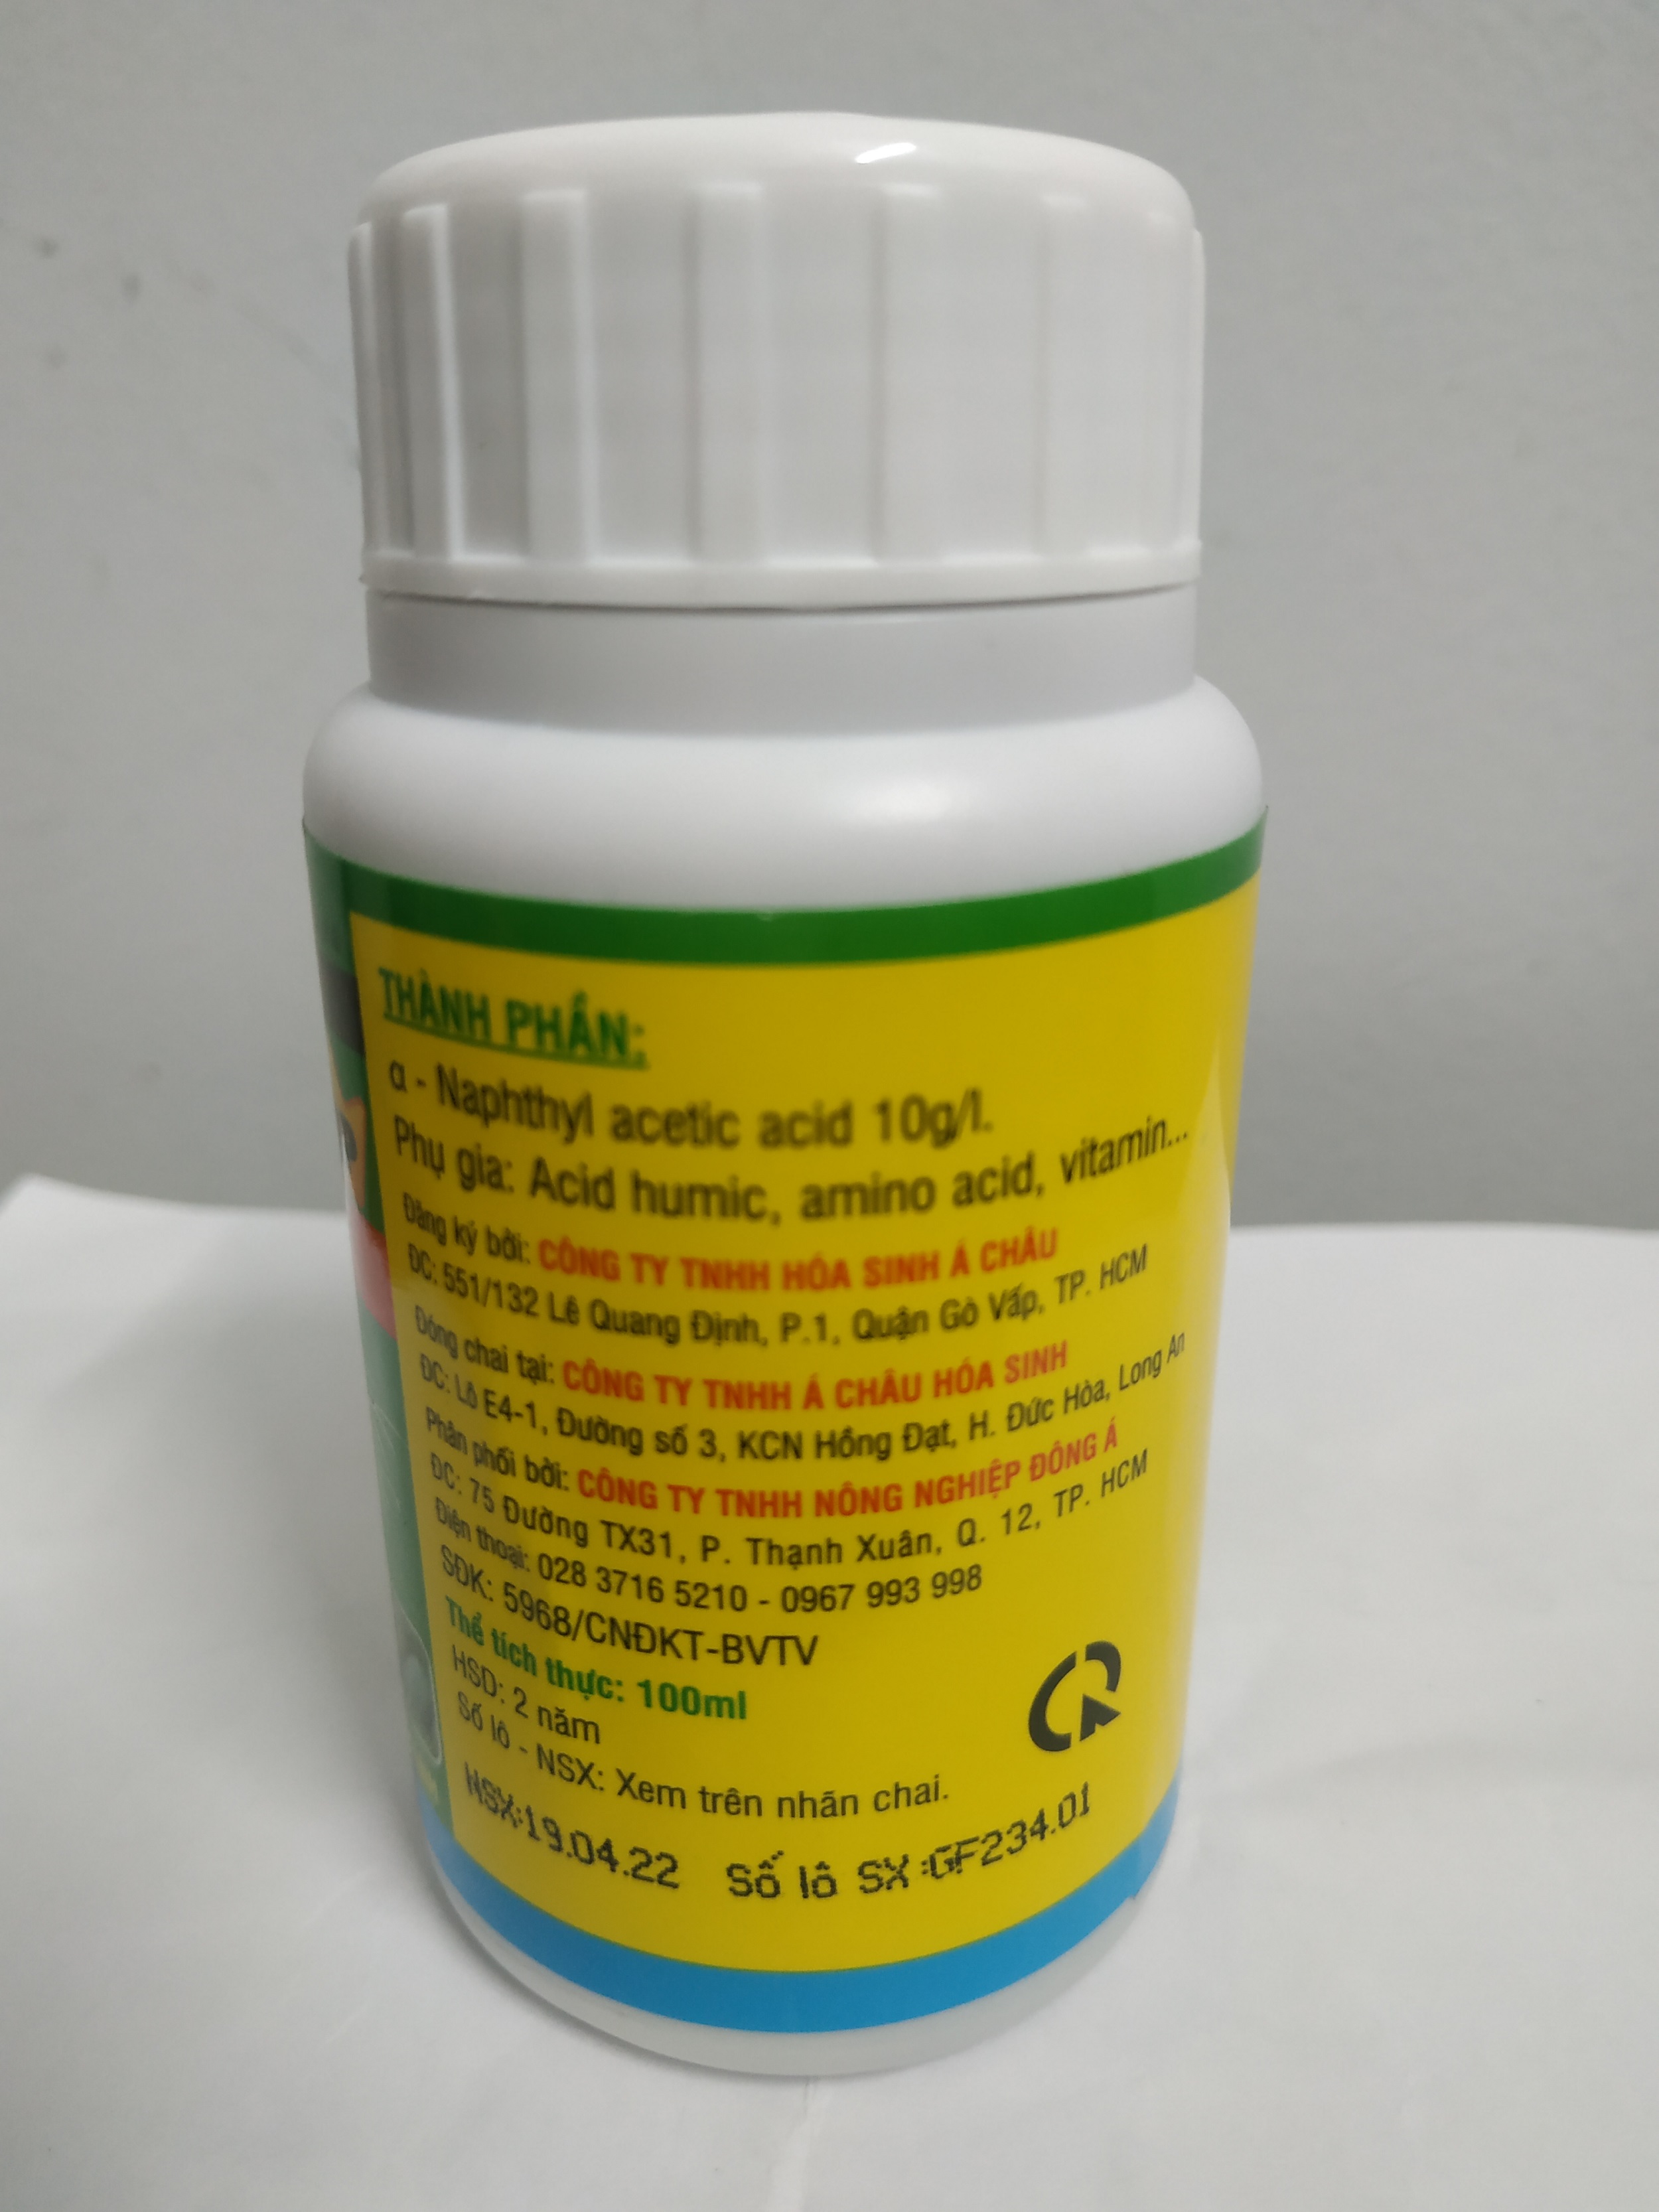 THÀNH PHẦN:
α - Naphthyl acetic acid 10g/l.
Phụ gia: Acid humic, amino acid, vitamin...
Đăng ký bởi: CÔNG TY TNHH HÓA SINH Á CHÂU
ĐC: 551/132 Lê Quang Định, P.1, Quận Gò Vấp, TP. HCM
Đóng chai tại: CÔNG TY TNHH Á CHÂU HÓA SINH
ĐC: Lô E4-1, Đường số 3, KCN Hồng Đạt, H. Đức Hòa, Long An
Phân phối bởi: CÔNG TY TNHH NÔNG NGHIỆP ĐÔNG Á
ĐC: 75 Đường TX31, P. Thạnh Xuân, Q. 12, TP. HCM
Điện thoại: 028 3716 5210 - 0967 993 998
SĐK: 5968/CNĐKT-BVTV
Thể tích thực: 100ml
HSD: 2 năm
Số lô - NSX: Xem trên nhãn chai.
NSX:19.04.22 Số lô SX:GF234.01